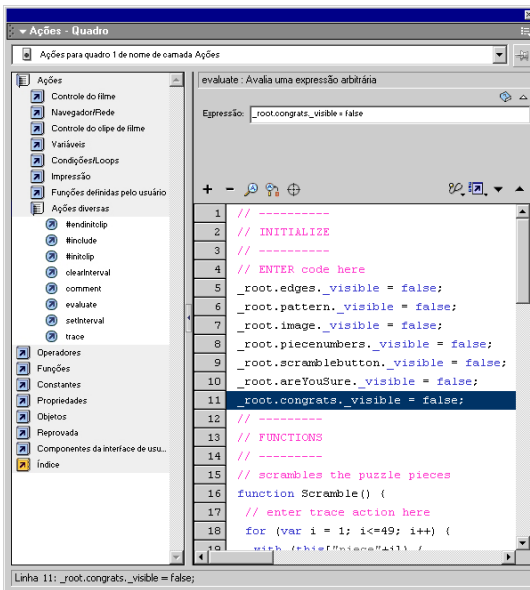 Ações - Quadro
Ações para quadro 1 de nome de camada Ações
Ações
Controle do filme
Navegador/Rede
Controle do clipe de filme
Variáveis
Condições/Loops
Impressão
Funções definidas pelo usuário
Ações diversas
#endinitclip
#include
#initclip
clearInterval
comment
evaluate
setInterval
trace
Operadores
Funções
Constantes
Propriedades
Objetos
Reprovada
Componentes da interface de usu...
Índice
evaluate : Avalia uma expressão arbitrária
Expressão: _root.congrats._visible = false
1 // ----------
2 // INITIALIZE
3 // ----------
4 // ENTER code here
5 _root.edges._visible = false;
6 _root.pattern._visible = false;
7 _root.image._visible = false;
8 _root.piecenumbers._visible = false;
9 _root.scramblebutton._visible = false;
10 _root.areYouSure._visible = false;
11 _root.congrats._visible = false;
12 // ---------
13 // FUNCTIONS
14 // ---------
15 // scrambles the puzzle pieces
16 function Scramble() {
17 // enter trace action here
18 for (var i = 1; i<=49; i++) {
19 with (this["piece"+i]) {
Linha 11: _root.congrats._visible = false;